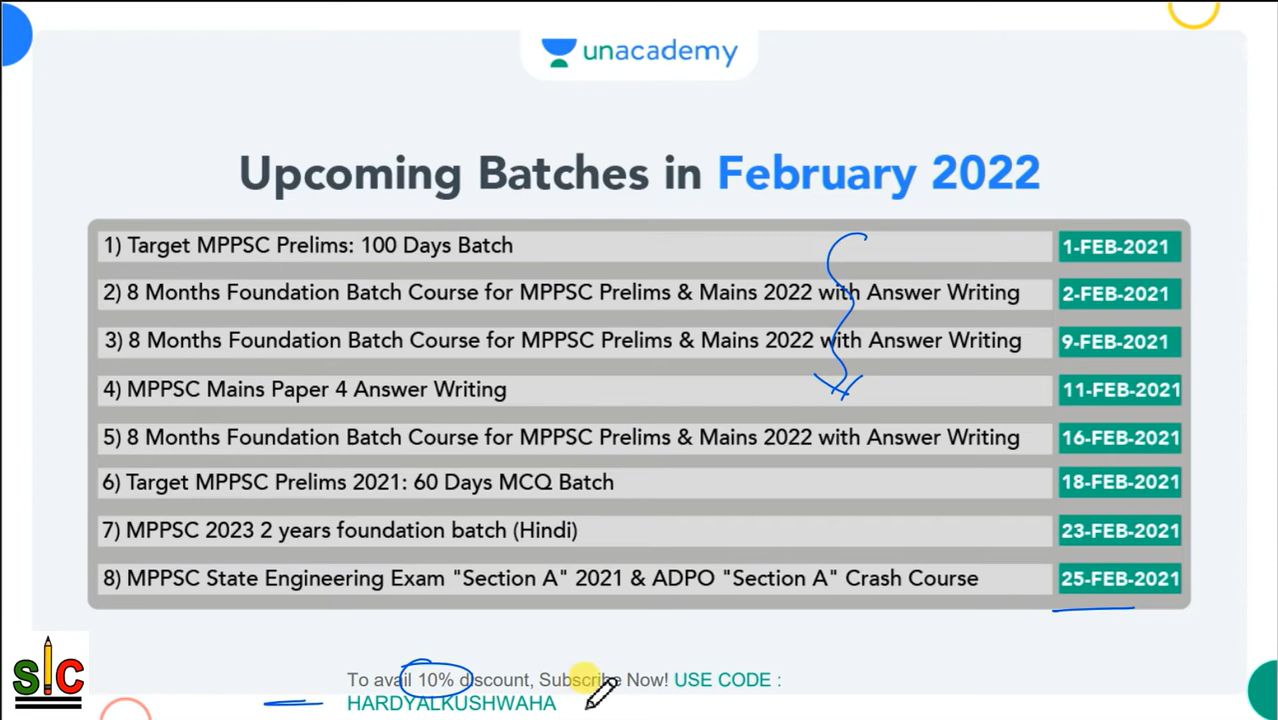 unacademy
Upcoming Batches in February 2022
1) Target MPPSC Prelims: 100 Days Batch 1-FEB-2021
2) 8 Months Foundation Batch Course for MPPSC Prelims & Mains 2022 with Answer Writing 2-FEB-2021
3) 8 Months Foundation Batch Course for MPPSC Prelims & Mains 2022 with Answer Writing 9-FEB-2021
4) MPPSC Mains Paper 4 Answer Writing 11-FEB-2021
5) 8 Months Foundation Batch Course for MPPSC Prelims & Mains 2022 with Answer Writing 16-FEB-2021
6) Target MPPSC Prelims 2021: 60 Days MCQ Batch 18-FEB-2021
7) MPPSC 2023 2 years foundation batch (Hindi) 23-FEB-2021
8) MPPSC State Engineering Exam "Section A" 2021 & ADPO "Section A" Crash Course 25-FEB-2021
SIC
To avail 10% discount, Subscribe Now! USE CODE :
HARDYALKUSHWAHA